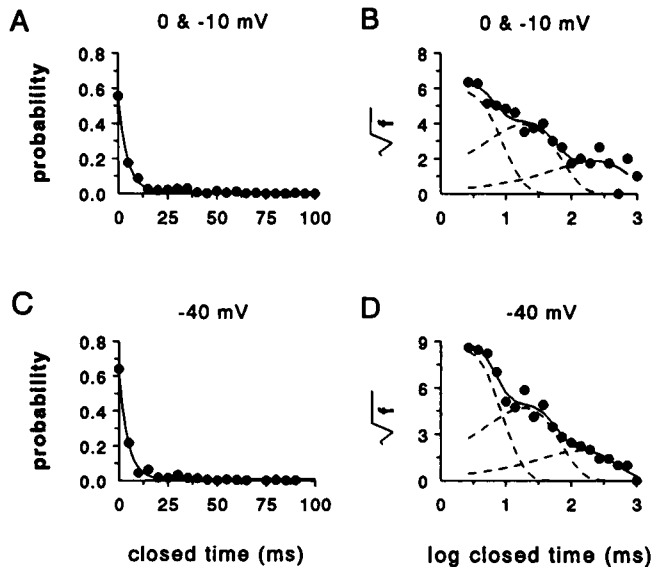 A
0 & -10 mV
probability
0.8
0.6
0.4
0.2
0.0
0 25 50 75 100
B
0 & -10 mV
√f
8
6
4
2
0
0 1 2 3
C
-40 mV
probability
0.8
0.6
0.4
0.2
0.0
0 25 50 75 100
closed time (ms)
D
-40 mV
√f
9
6
3
0
0 1 2 3
log closed time (ms)